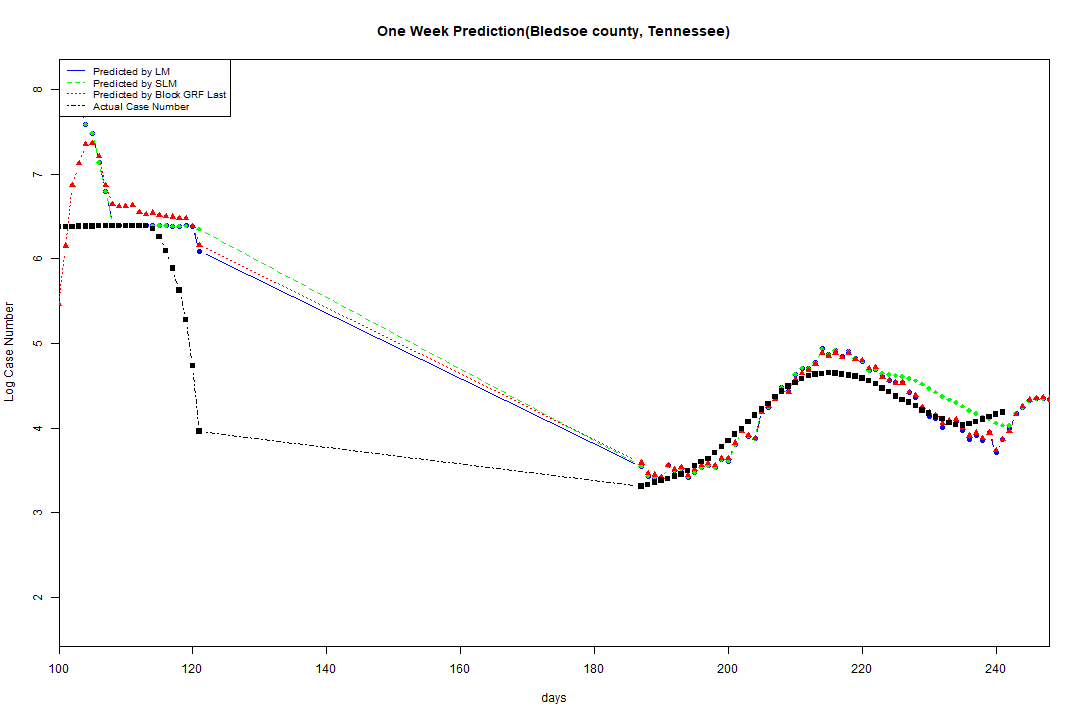 One Week Prediction(Bledsoe county, Tennessee)
Predicted by LM
Predicted by SLM
Predicted by Block GRF Last
Actual Case Number
8
7
6
5
4
3
2
Log Case Number
100 120 140 160 180 200 220 240
days